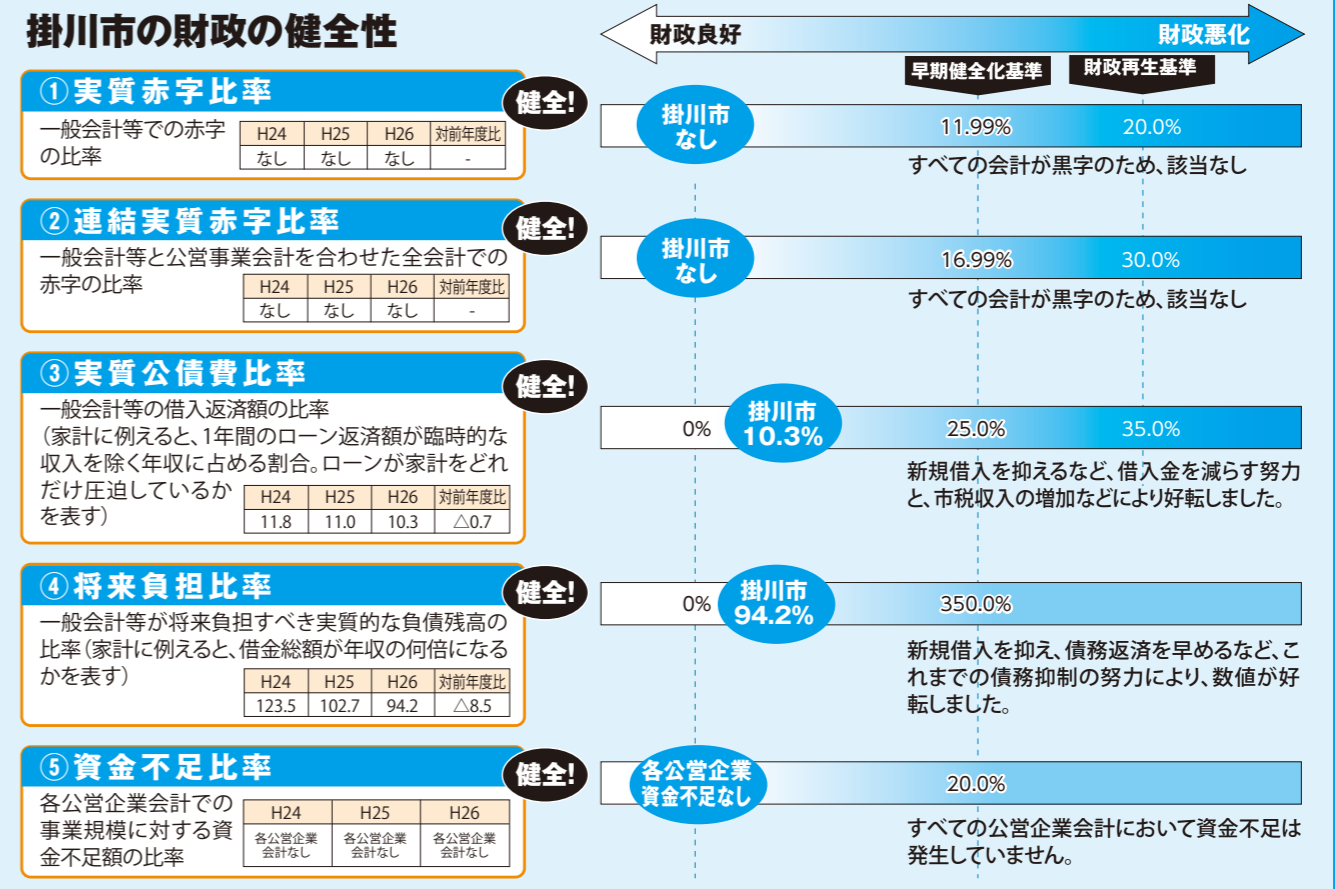 掛川市の財政の健全性
財政良好
財政悪化
早期健全化基準
財政再生基準
①実質赤字比率
健全!
一般会計等での赤字
の比率
H24 H25 H26 対前年度比
なし なし なし -
掛川市
なし
11.99%
20.0%
すべての会計が黒字のため、該当なし
②連結実質赤字比率
健全!
一般会計等と公営事業会計を合わせた全会計での
赤字の比率
H24 H25 H26 対前年度比
なし なし なし -
掛川市
なし
16.99%
30.0%
すべての会計が黒字のため、該当なし
③実質公債費比率
健全!
一般会計等の借入返済額の比率
(家計に例えると、1年間のローン返済額が臨時的な
収入を除く年収に占める割合。ローンが家計をどれ
だけ圧迫しているか
を表す)
H24 H25 H26 対前年度比
11.8 11.0 10.3 △0.7
0%
掛川市
10.3%
25.0%
35.0%
新規借入を抑えるなど、借入金を減らす努力
と、市税収入の増加などにより好転しました。
④将来負担比率
健全!
一般会計等が将来負担すべき実質的な負債残高の
比率(家計に例えると、借金総額が年収の何倍になる
かを表す)
H24 H25 H26 対前年度比
123.5 102.7 94.2 △8.5
0%
掛川市
94.2%
350.0%
新規借入を抑え、債務返済を早めるなど、こ
れまでの債務抑制の努力により、数値が好
転しました。
⑤資金不足比率
健全!
各公営企業会計での
事業規模に対する資
金不足額の比率
H24 H25 H26
各公営企業 各公営企業 各公営企業
会計なし 会計なし 会計なし
各公営企業
資金不足なし
20.0%
すべての公営企業会計において資金不足は
発生していません。